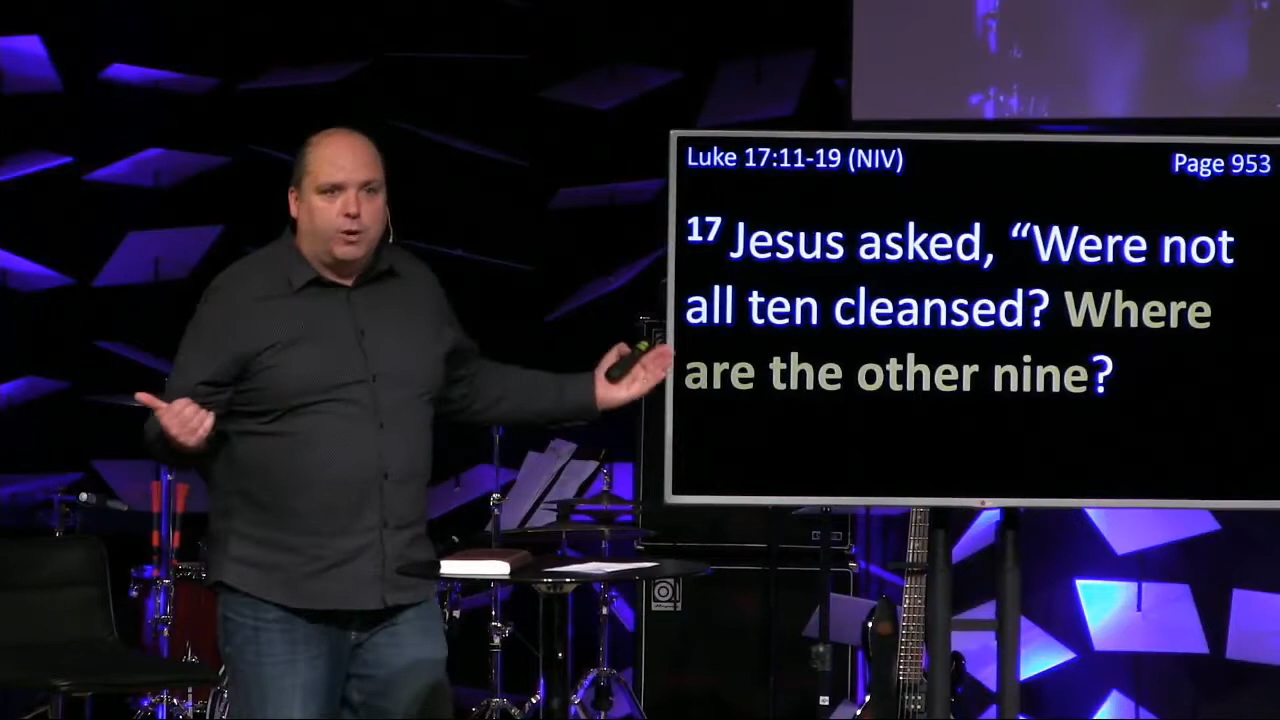 Luke 17:11-19 (NIV) Page 953
17 Jesus asked, “Were not
all ten cleansed? Where
are the other nine?